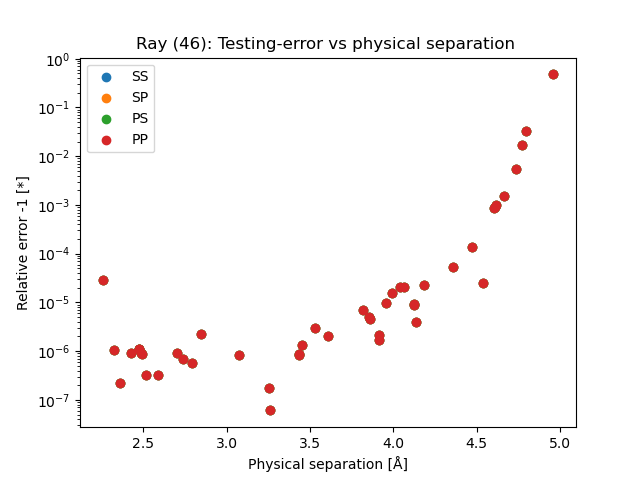 Ray (46): Testing-error vs physical separation
SS
SP
PS
PP
10⁰
10⁻¹
10⁻²
10⁻³
10⁻⁴
10⁻⁵
10⁻⁶
10⁻⁷
Relative error -1 [*]
2.5 3.0 3.5 4.0 4.5 5.0
Physical separation [Å]